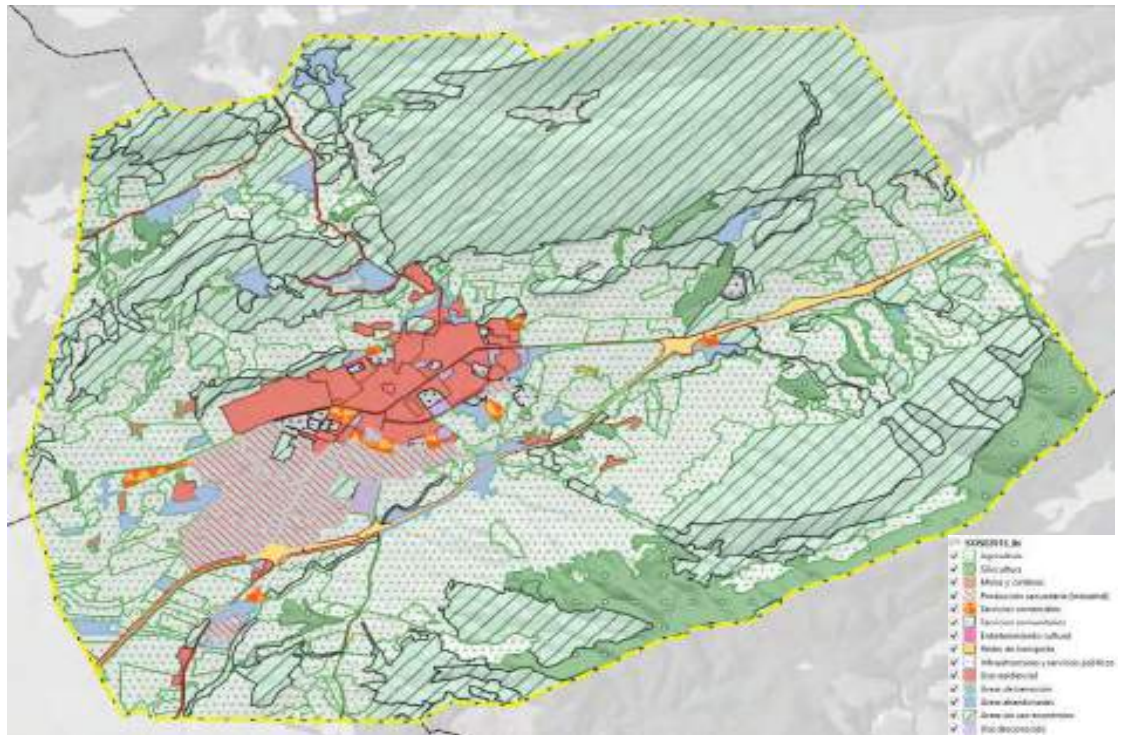 Agricultura
Silvicultura
Minas y canteras
Producción secundaria (industrial)
Servicios comerciales
Servicios comunitarios
Entretenimiento cultural
Redes de transporte
Infraestructuras y servicios públicos
Uso residencial
Áreas de transición
Áreas abandonadas
Áreas sin uso económico
Uso desconocido